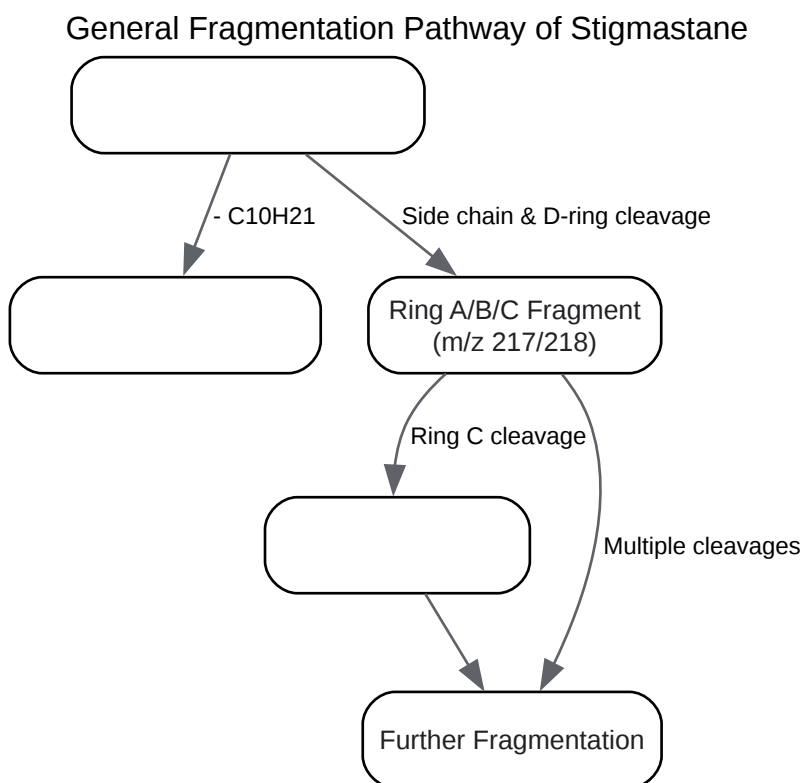 General Fragmentation Pathway of Stigmastane
- C10H21
Side chain & D-ring cleavage
Ring A/B/C Fragment
(m/z 217/218)
Ring C cleavage
Multiple cleavages
Further Fragmentation